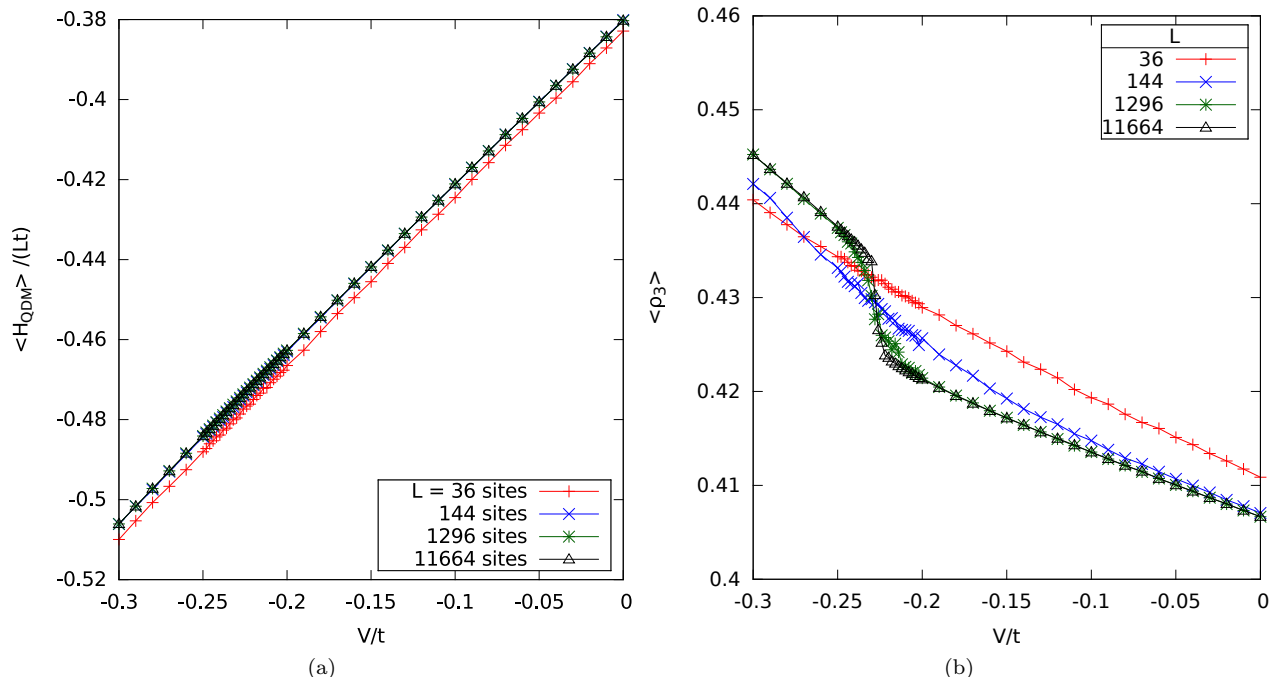 -0.38
-0.4
-0.42
-0.44
-0.46
-0.48
-0.5
-0.52
<H_QDM> /(Lt)
-0.3 -0.25 -0.2 -0.15 -0.1 -0.05 0
V/t
L = 36 sites
144 sites
1296 sites
11664 sites
(a)
0.46
0.45
0.44
0.43
0.42
0.41
0.4
<ρ_3>
-0.3 -0.25 -0.2 -0.15 -0.1 -0.05 0
V/t
L
36
144
1296
11664
(b)